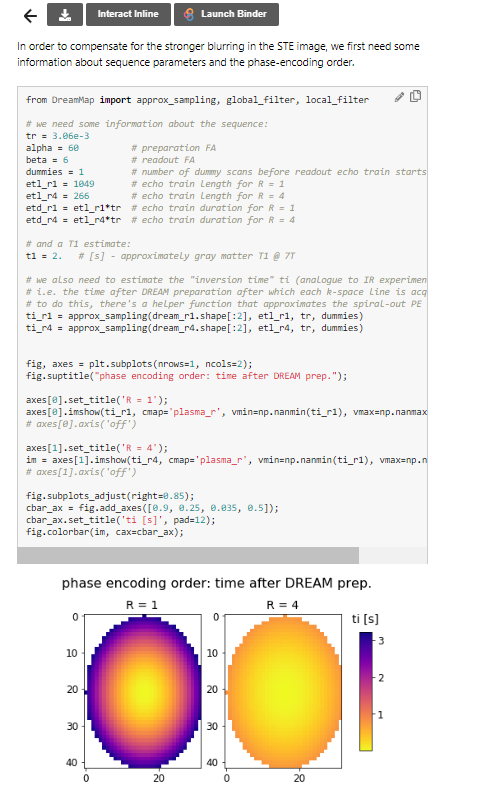 Interact Inline
Launch Binder
In order to compensate for the stronger blurring in the STE image, we first need some
information about sequence parameters and the phase-encoding order.
from DreamMap import approx_sampling, global_filter, local_filter
# we need some information about the sequence:
tr = 3.06e-3
alpha = 60 # preparation FA
beta = 6 # readout FA
dummies = 1 # number of dummy scans before readout echo train starts
etl_r1 = 1049 # echo train length for R = 1
etl_r4 = 266 # echo train length for R = 4
etd_r1 = etl_r1*tr # echo train duration for R = 1
etd_r4 = etl_r4*tr # echo train duration for R = 4
# and a T1 estimate:
t1 = 2. # [s] - approximately gray matter T1 @ 7T
# we also need to estimate the "inversion time" ti (analogue to IR experimen
# i.e. the time after DREAM preparation after which each k-space line is acq
# to do this, there's a helper function that approximates the spiral-out PE
ti_r1 = approx_sampling(dream_r1.shape[:2], etl_r1, tr, dummies)
ti_r4 = approx_sampling(dream_r4.shape[:2], etl_r4, tr, dummies)
fig, axes = plt.subplots(nrows=1, ncols=2);
fig.suptitle("phase encoding order: time after DREAM prep.");
axes[0].set_title('R = 1');
axes[0].imshow(ti_r1, cmap='plasma_r', vmin=np.nanmin(ti_r1), vmax=np.nanmax
# axes[0].axis('off')
axes[1].set_title('R = 4');
im = axes[1].imshow(ti_r4, cmap='plasma_r', vmin=np.nanmin(ti_r1), vmax=np.n
# axes[1].axis('off')
fig.subplots_adjust(right=0.85);
cbar_ax = fig.add_axes([0.9, 0.25, 0.035, 0.5]);
cbar_ax.set_title('ti [s]', pad=12);
fig.colorbar(im, cax=cbar_ax);
phase encoding order: time after DREAM prep.
R = 1
R = 4
ti [s]
0
10
20
30
40
0
20
0
10
20
30
40
0
20
3
2
1